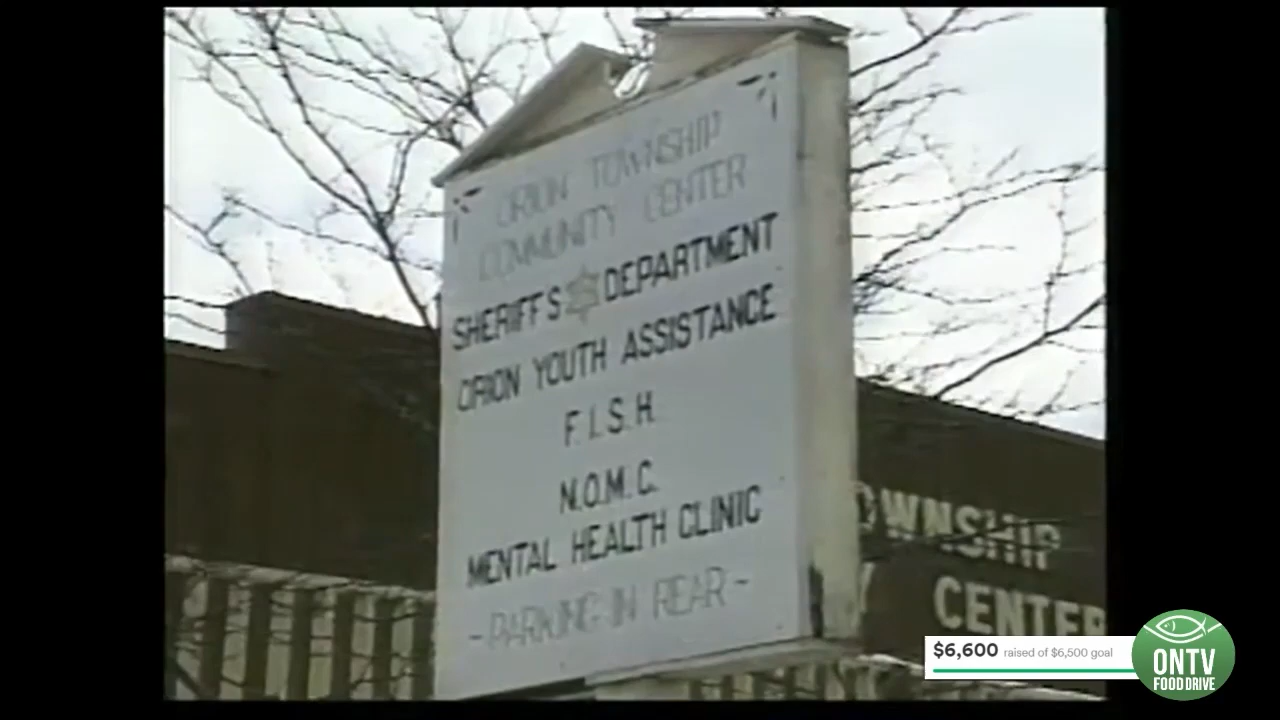 ORION TOWNSHIP
COMMUNITY CENTER
SHERIFF'S DEPARTMENT
ORION YOUTH ASSISTANCE
F.I.S.H.
N.O.M.C.
MENTAL HEALTH CLINIC
~PARKING IN REAR~
OWNSHIP
Y CENTER
$6,600 raised of $6,500 goal
ONTV
FOOD DRIVE